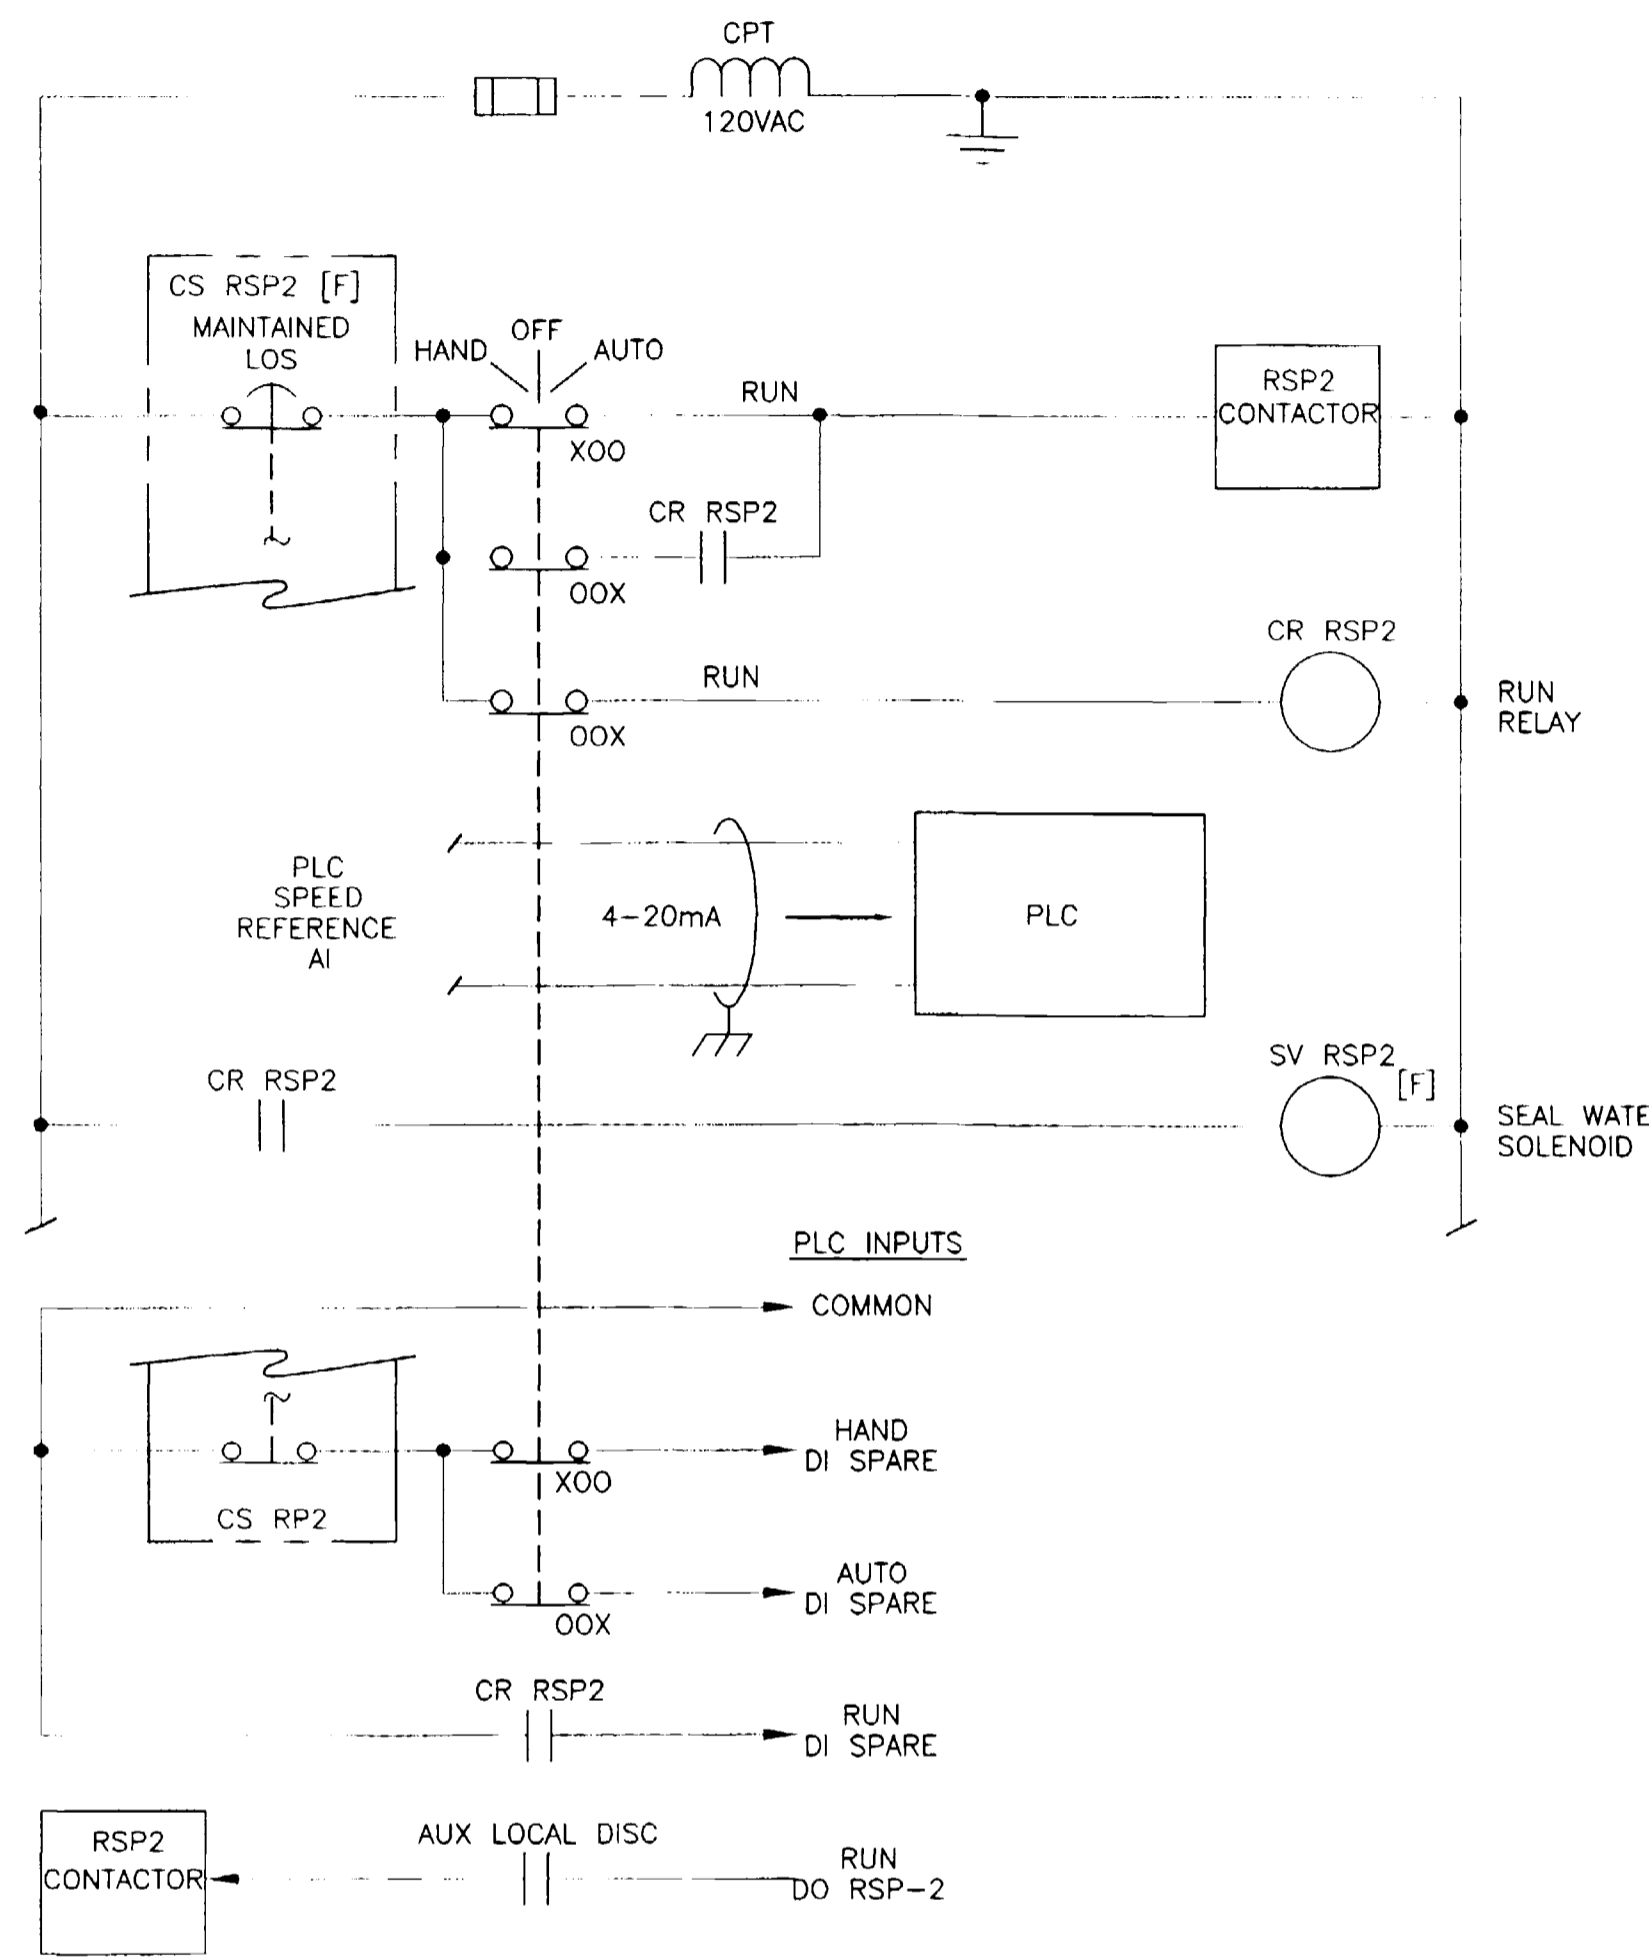 CPT
120VAC
CS RSP2 [F]
MAINTAINED
LOS
HAND
OFF
AUTO
RUN
XOO
RSP2
CONTACTOR
CR RSP2
OOX
CR RSP2
RUN
OOX
RUN
RELAY
PLC
SPEED
REFERENCE
AI
4-20mA
PLC
CR RSP2
SV RSP2
[F]
SEAL WATE
SOLENOID
PLC INPUTS
COMMON
HAND
DI SPARE
XOO
CS RP2
AUTO
DI SPARE
OOX
CR RSP2
RUN
DI SPARE
RSP2
CONTACTOR
AUX LOCAL DISC
RUN
DO RSP-2